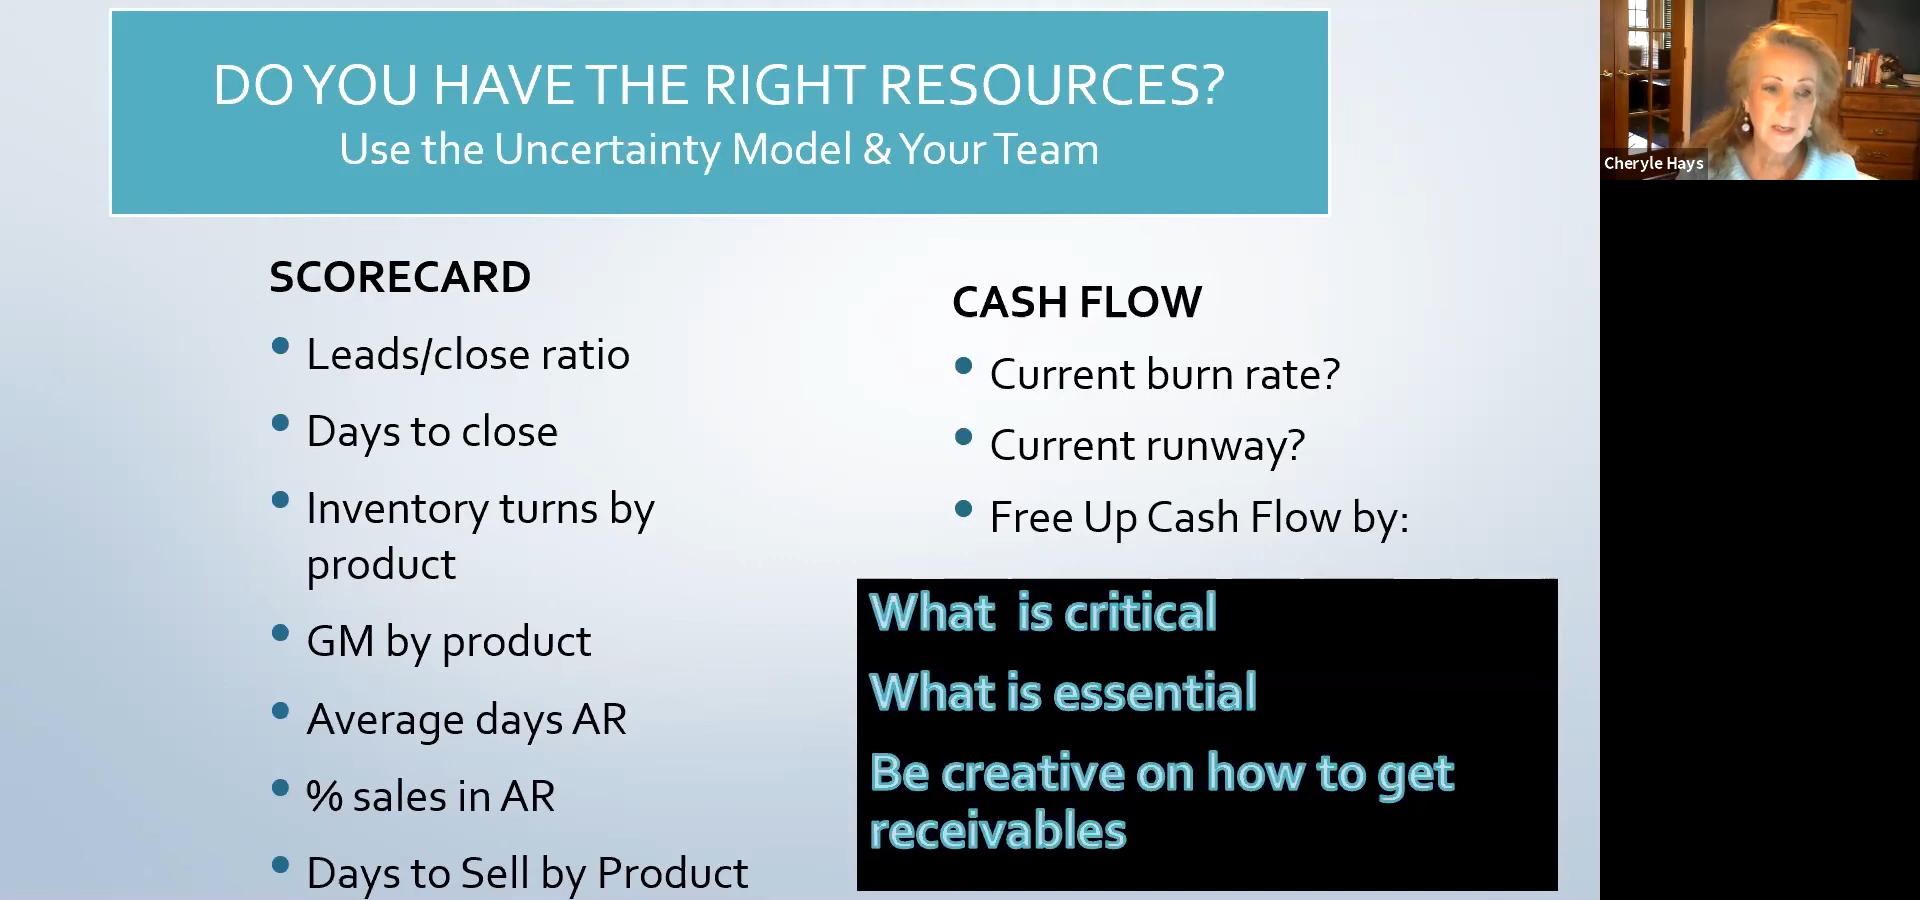 DO YOU HAVE THE RIGHT RESOURCES?
Use the Uncertainty Model & Your Team
SCORECARD
• Leads/close ratio
• Days to close
• Inventory turns by
product
• GM by product
• Average days AR
• % sales in AR
• Days to Sell by Product
CASH FLOW
• Current burn rate?
• Current runway?
• Free Up Cash Flow by:
What is critical
What is essential
Be creative on how to get
receivables
Cheryle Hays